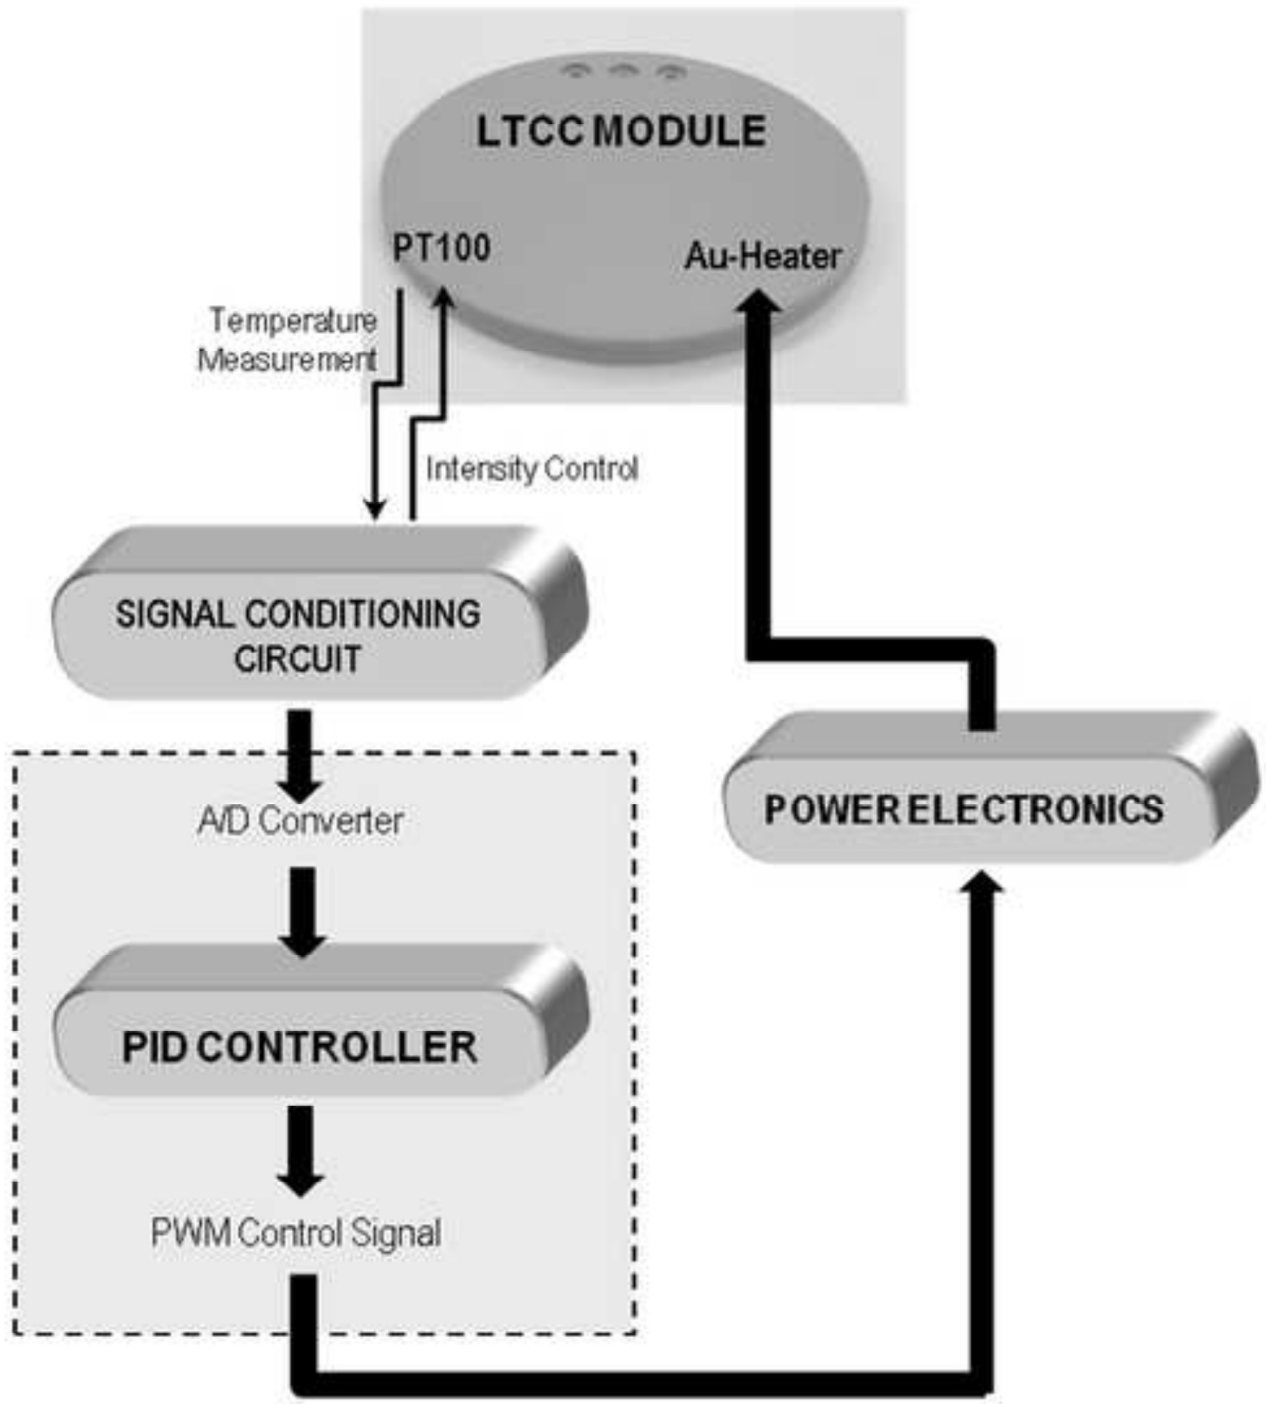 LTCC MODULE
PT100
Au-Heater
Temperature
Measurement
Intensity Control
SIGNAL CONDITIONING
CIRCUIT
A/D Converter
PID CONTROLLER
PWM Control Signal
POWER ELECTRONICS